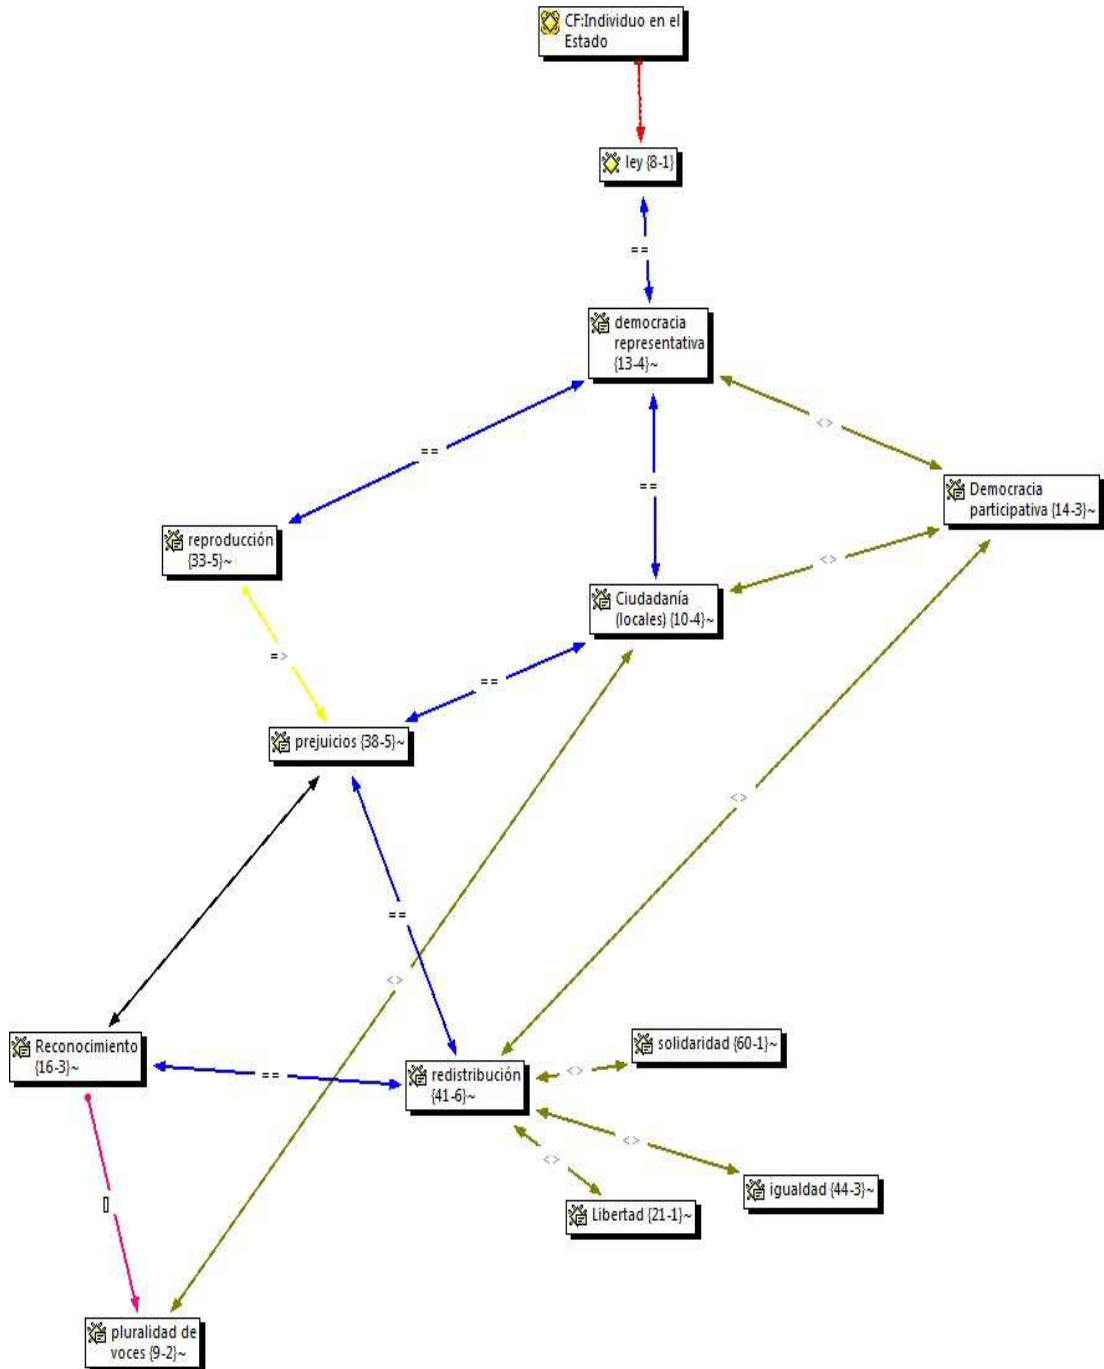 CF:Individuo en el
Estado
ley {8-1}
==
democracia
representativa
{13-4}~
<>
==
==
Democracia
participativa {14-3}~
reproducción
{33-5}~
<>
Ciudadanía
(locales) {10-4}~
=>
==
prejuicios {38-5}~
<>
==
<>
Reconocimiento
{16-3}~
==
redistribución
{41-6}~
solidaridad {60-1}~
<>
<>
<>
igualdad {44-3}~
Libertad {21-1}~
[]
pluralidad de
voces {9-2}~